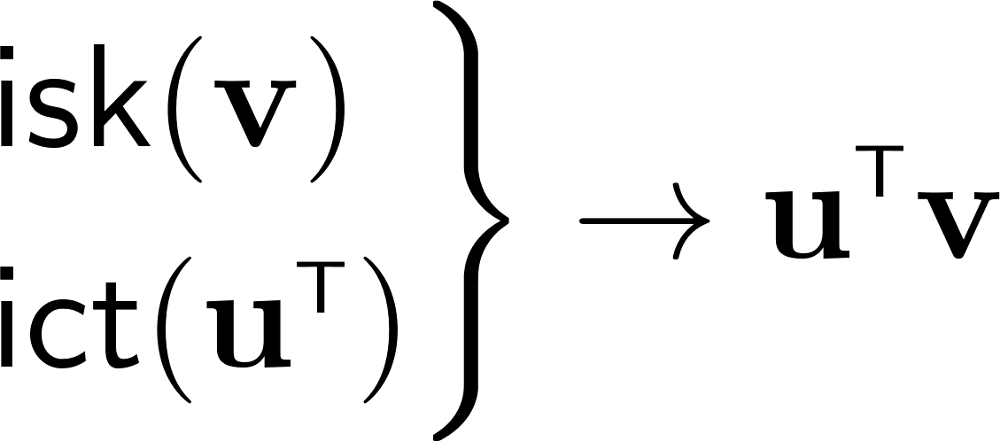 isk(𝐯)
ict(𝐮ᵀ)
} → 𝐮ᵀ𝐯